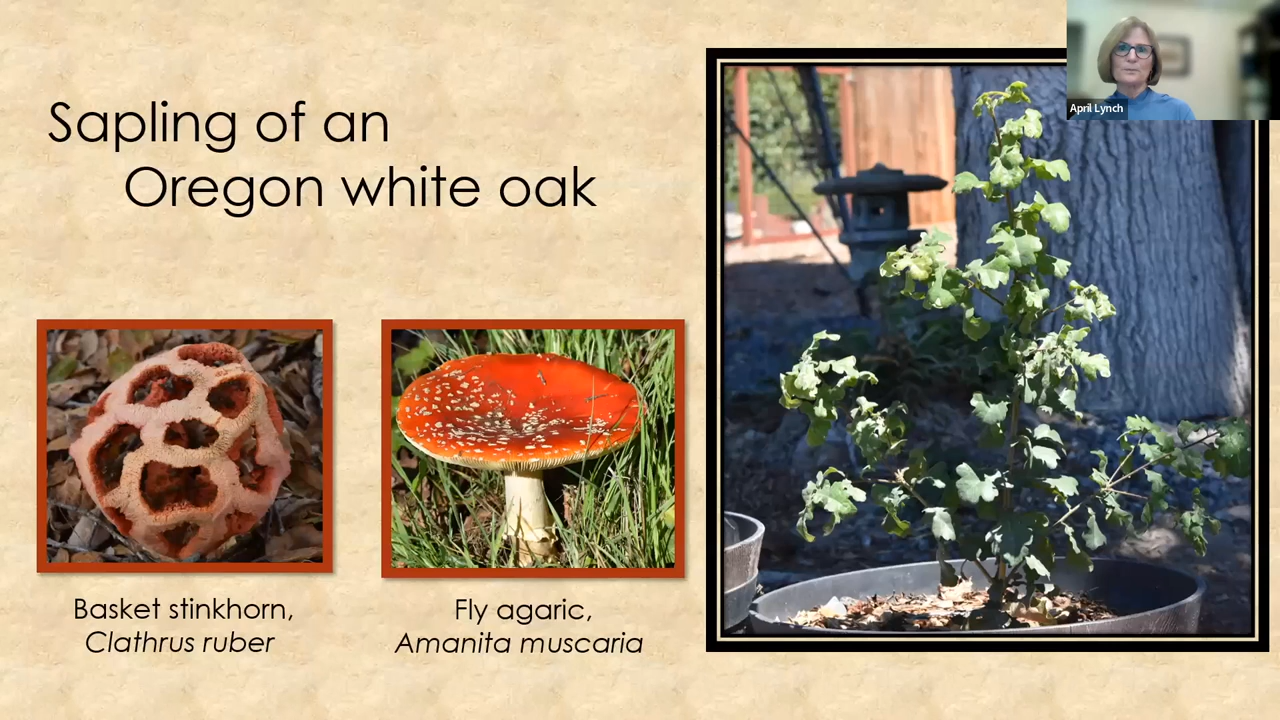 Sapling of an
Oregon white oak
April Lynch
Basket stinkhorn,
Clathrus ruber
Fly agaric,
Amanita muscaria